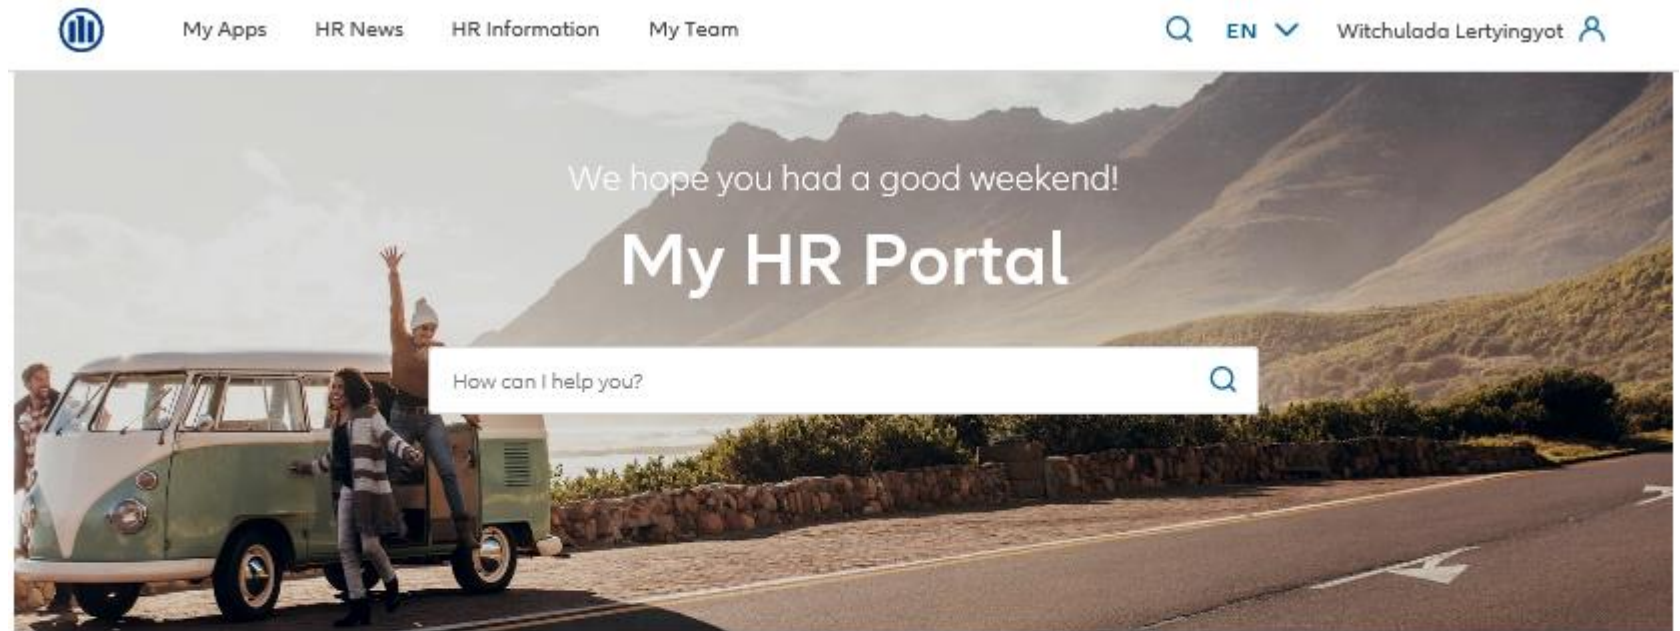 My Apps HR News HR Information My Team EN Witchulada Lertyingyot
We hope you had a good weekend!
My HR Portal
How can I help you?